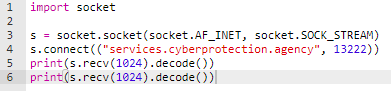 1 import socket
2
3 s = socket.socket(socket.AF_INET, socket.SOCK_STREAM)
4 s.connect(("services.cyberprotection.agency", 13222))
5 print(s.recv(1024).decode())
6 print(s.recv(1024).decode())